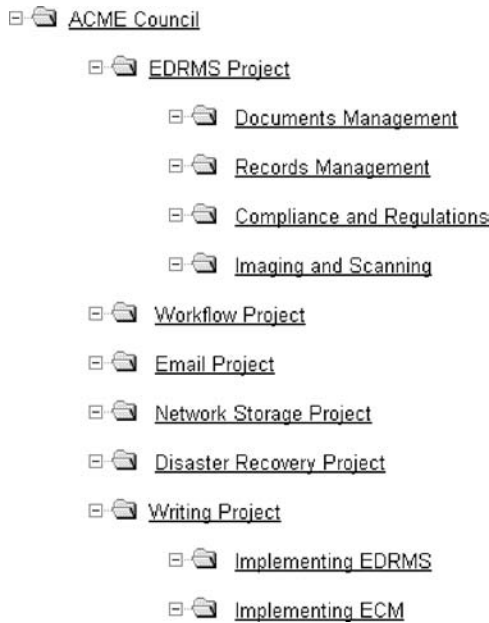 ACME Council
EDRMS Project
Documents Management
Records Management
Compliance and Regulations
Imaging and Scanning
Workflow Project
Email Project
Network Storage Project
Disaster Recovery Project
Writing Project
Implementing EDRMS
Implementing ECM